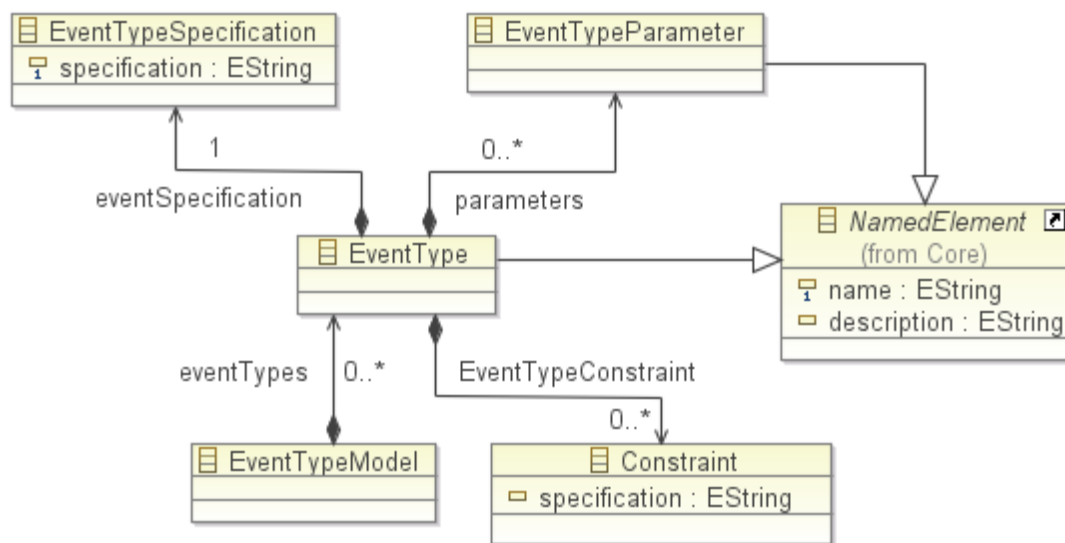 EventTypeSpecification
specification : EString
EventTypeParameter
1
eventSpecification
0..*
parameters
NamedElement
(from Core)
name : EString
description : EString
EventType
eventTypes
0..*
EventTypeConstraint
0..*
EventTypeModel
Constraint
specification : EString